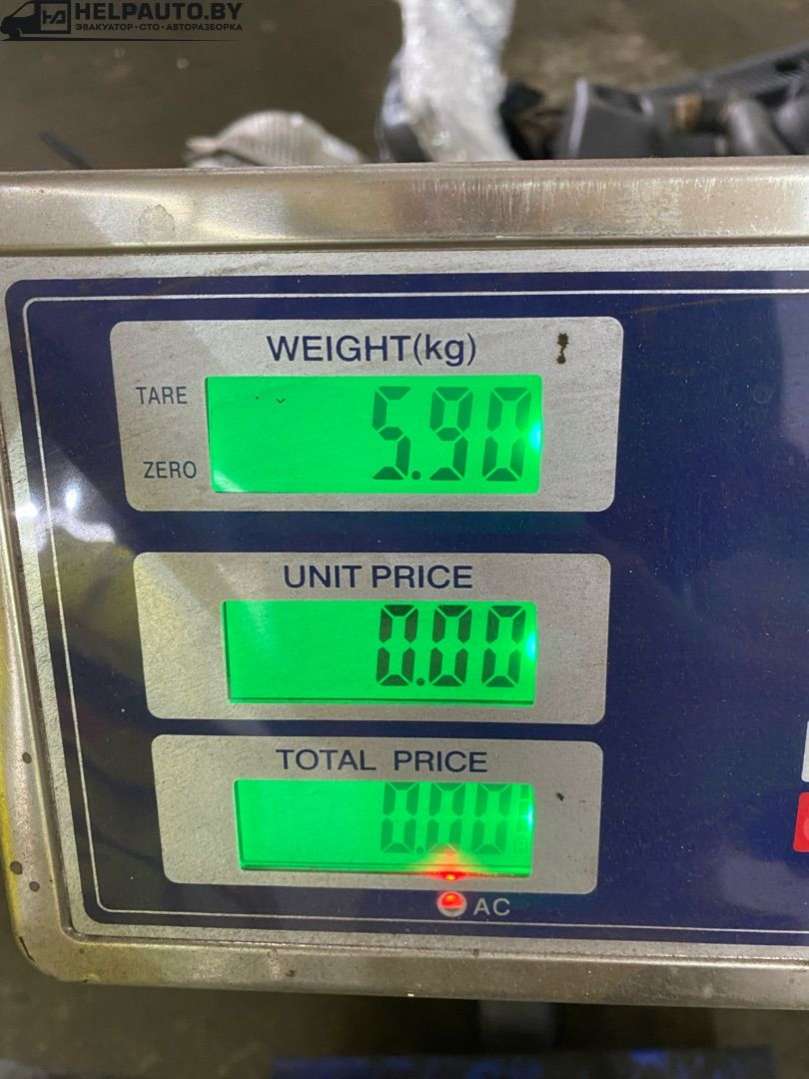 HELPAUTO.BY
ЭВАКУАТОР·СТО·АВТОРАЗБОРКА
WEIGHT(kg)
TARE
5.90
ZERO
UNIT PRICE
0.00
TOTAL PRICE
0.00
AC